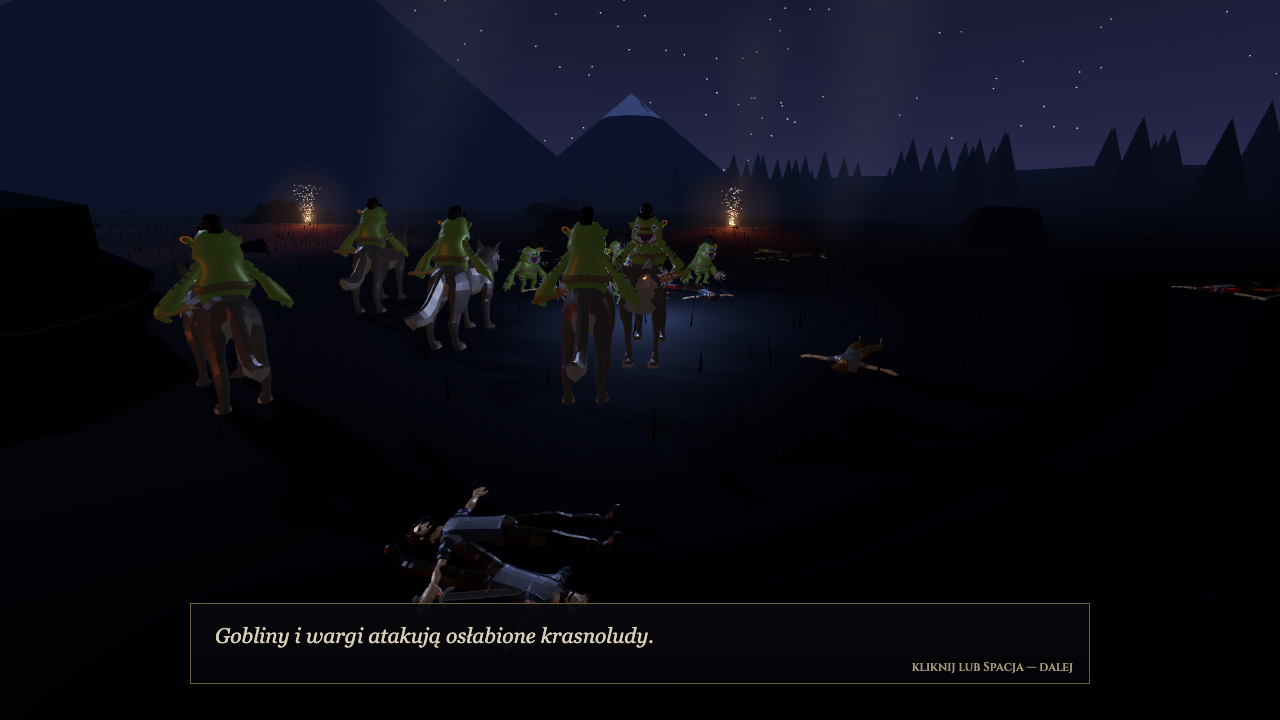 Gobliny i wargi atakują osłabione krasnoludy.
KLIKNIJ LUB SPACJA — DALEJ